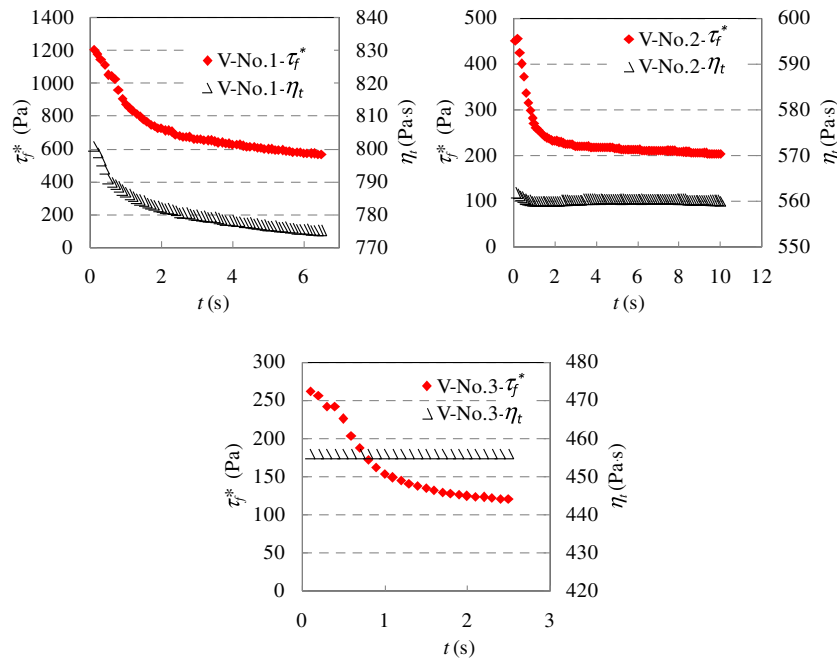 1400
1200
1000
800
600
400
200
0
τf* (Pa)
840
830
820
810
800
790
780
770
ηt (Pa·s)
0 2 4 6
t (s)
V-No.1-τf*
V-No.1-ηt
500
400
300
200
100
0
τf* (Pa)
600
590
580
570
560
550
ηt (Pa·s)
0 2 4 6 8 10 12
t (s)
V-No.2-τf*
V-No.2-ηt
300
250
200
150
100
50
0
τf* (Pa)
480
470
460
450
440
430
420
ηt (Pa·s)
0 1 2 3
t (s)
V-No.3-τf*
V-No.3-ηt